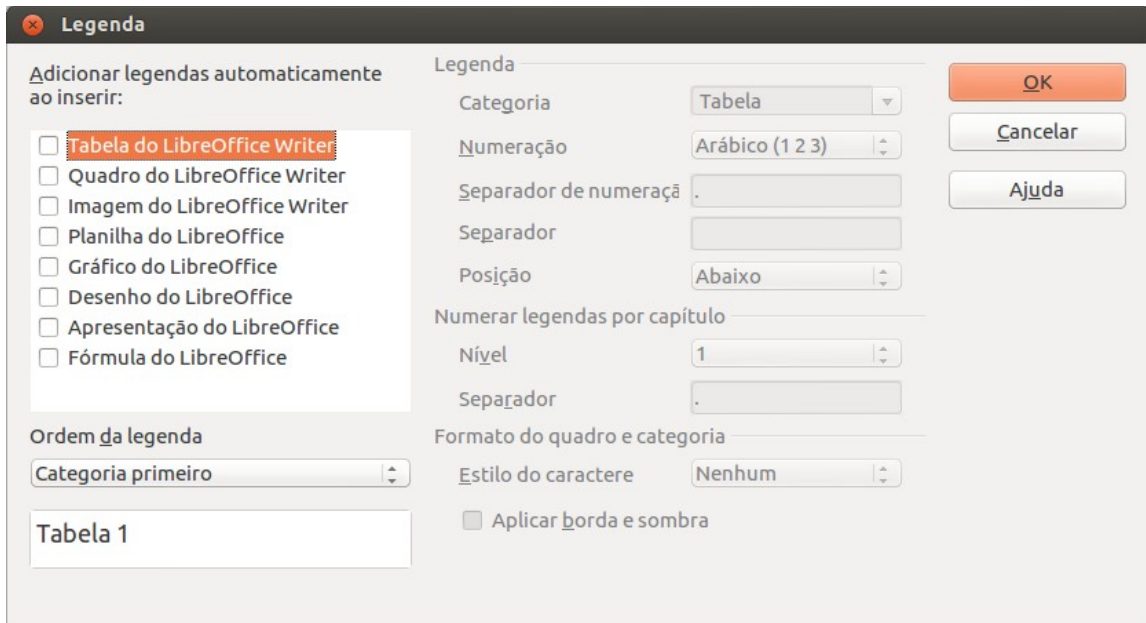 Legenda
Adicionar legendas automaticamente
ao inserir:
Tabela do LibreOffice Writer
Quadro do LibreOffice Writer
Imagem do LibreOffice Writer
Planilha do LibreOffice
Gráfico do LibreOffice
Desenho do LibreOffice
Apresentação do LibreOffice
Fórmula do LibreOffice
Ordem da legenda
Categoria primeiro
Tabela 1
Legenda
Categoria Tabela
Numeração Arábico (1 2 3)
Separador de numeraçã .
Separador
Posição Abaixo
Numerar legendas por capítulo
Nível 1
Separador .
Formato do quadro e categoria
Estilo do caractere Nenhum
Aplicar borda e sombra
OK
Cancelar
Ajuda